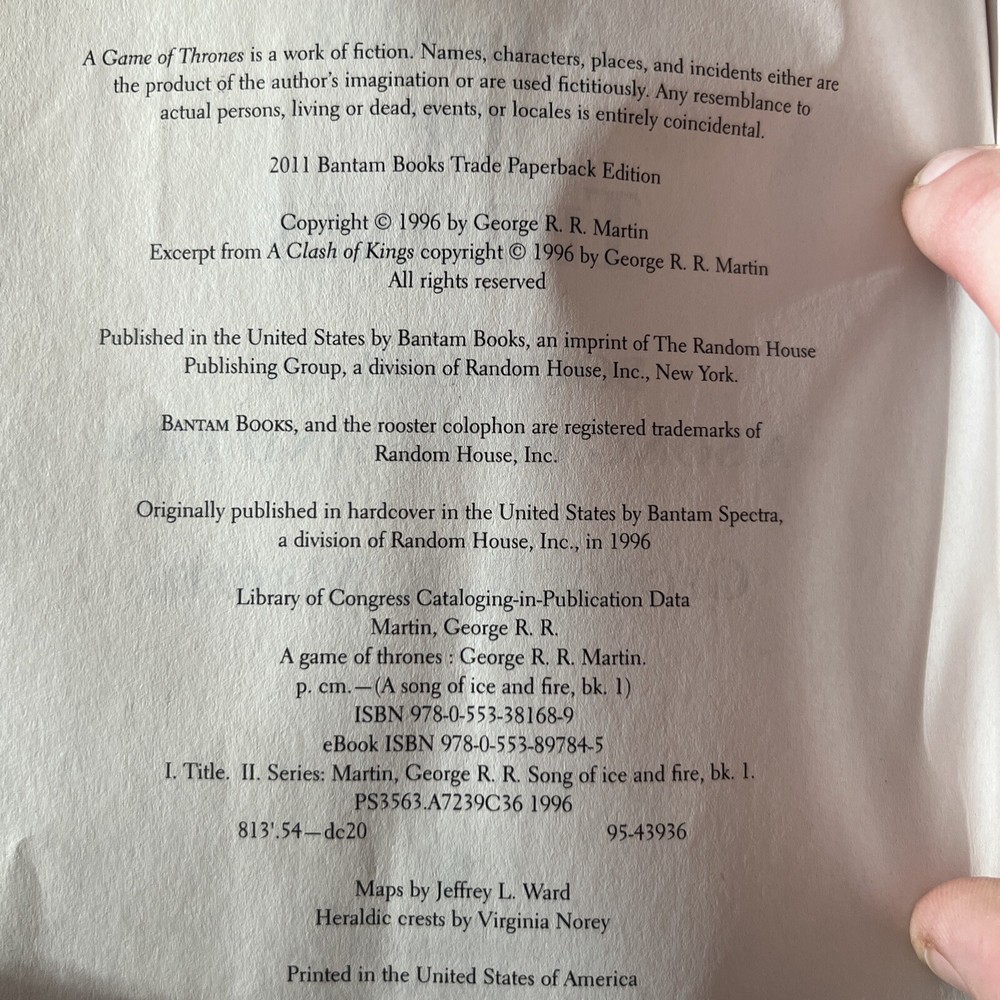 A Game of Thrones is a work of fiction. Names, characters, places, and incidents either are
the product of the author's imagination or are used fictitiously. Any resemblance to
actual persons, living or dead, events, or locales is entirely coincidental.
2011 Bantam Books Trade Paperback Edition
Copyright © 1996 by George R. R. Martin
Excerpt from A Clash of Kings copyright © 1996 by George R. R. Martin
All rights reserved
Published in the United States by Bantam Books, an imprint of The Random House
Publishing Group, a division of Random House, Inc., New York.
BANTAM BOOKS, and the rooster colophon are registered trademarks of
Random House, Inc.
Originally published in hardcover in the United States by Bantam Spectra,
a division of Random House, Inc., in 1996
Library of Congress Cataloging-in-Publication Data
Martin, George R. R.
A game of thrones : George R. R. Martin.
p. cm.—(A song of ice and fire, bk. 1)
ISBN 978-0-553-38168-9
eBook ISBN 978-0-553-89784-5
I. Title. II. Series: Martin, George R. R. Song of ice and fire, bk. 1.
PS3563.A7239C36 1996
813'.54—dc20 95-43936
Maps by Jeffrey L. Ward
Heraldic crests by Virginia Norey
Printed in the United States of America